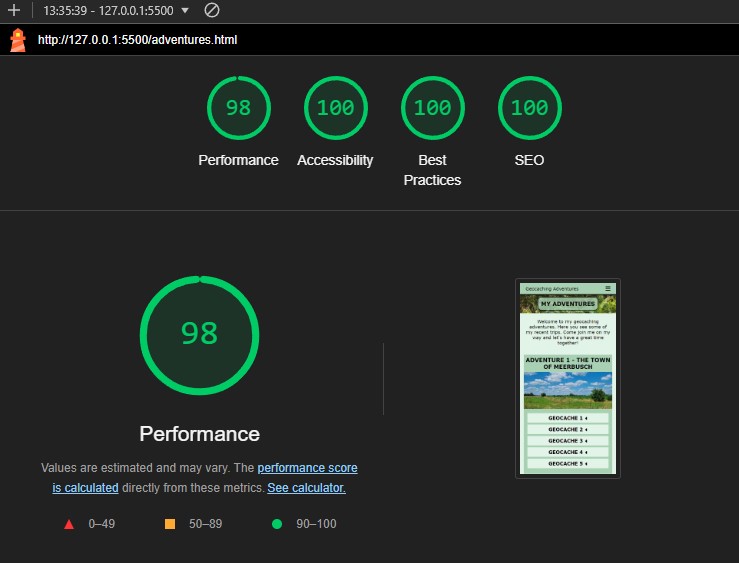 13:35:39 - 127.0.0.1:5500
http://127.0.0.1:5500/adventures.html
98 100 100 100
Performance Accessibility Best Practices SEO
98
Performance
Values are estimated and may vary. The performance score
is calculated directly from these metrics. See calculator.
0–49 50–89 90–100
Geocaching Adventures
MY ADVENTURES
Welcome to my geocaching
adventures. Here you see some of
my recent trips. Come join me on my
way and let's have a great time
together!
ADVENTURE 1 - THE TOWN
OF MEERBUSCH
GEOCACHE 1
GEOCACHE 2
GEOCACHE 3
GEOCACHE 4
GEOCACHE 5